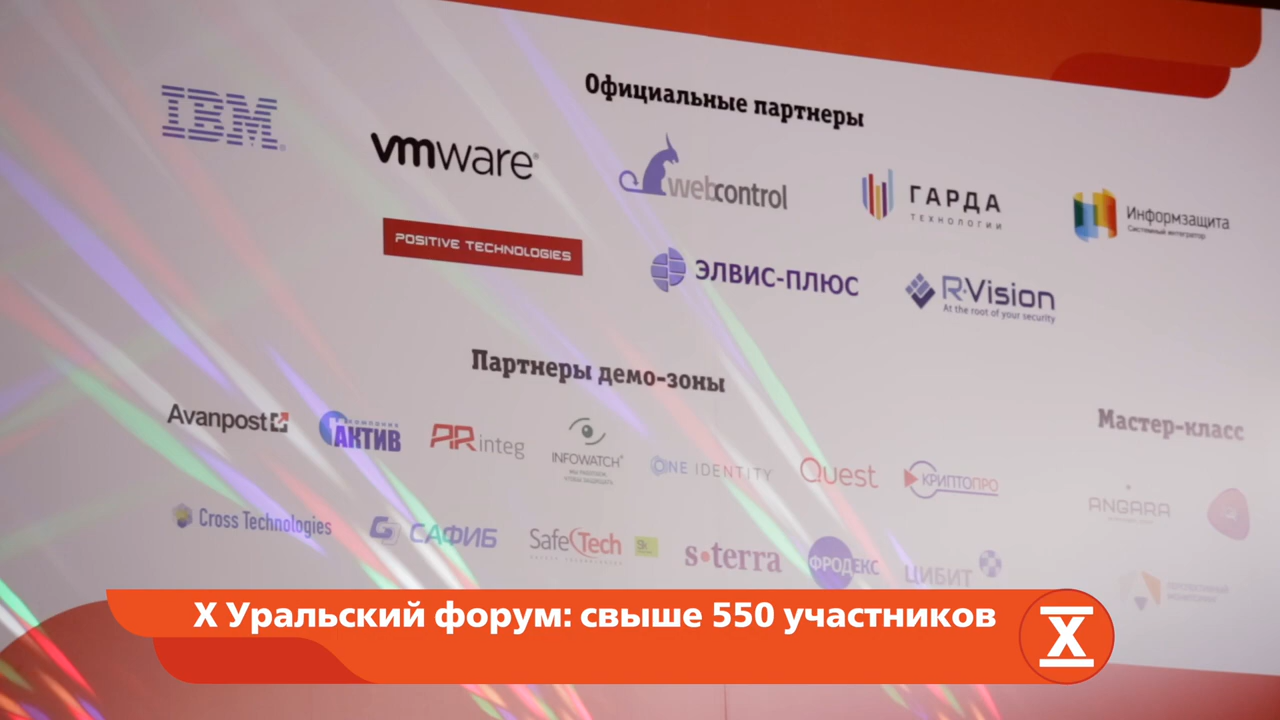 Официальные партнеры
IBM
vmware
webcontrol
ГАРДА
ТЕХНОЛОГИИ
Информзащита
Системный интегратор
POSITIVE TECHNOLOGIES
ЭЛВИС-ПЛЮС
R·Vision
At the root of your security
Партнеры демо-зоны
Мастер-класс
Avanpost
компания
АКТИВ
integ
INFOWATCH
ONE IDENTITY
Quest
КРИПТОПРО
ANGARA
Cross Technologies
САФИБ
SafeTech
s•terra
ФРОДЕКС
ЦИБИТ
X Уральский форум: свыше 550 участников
X